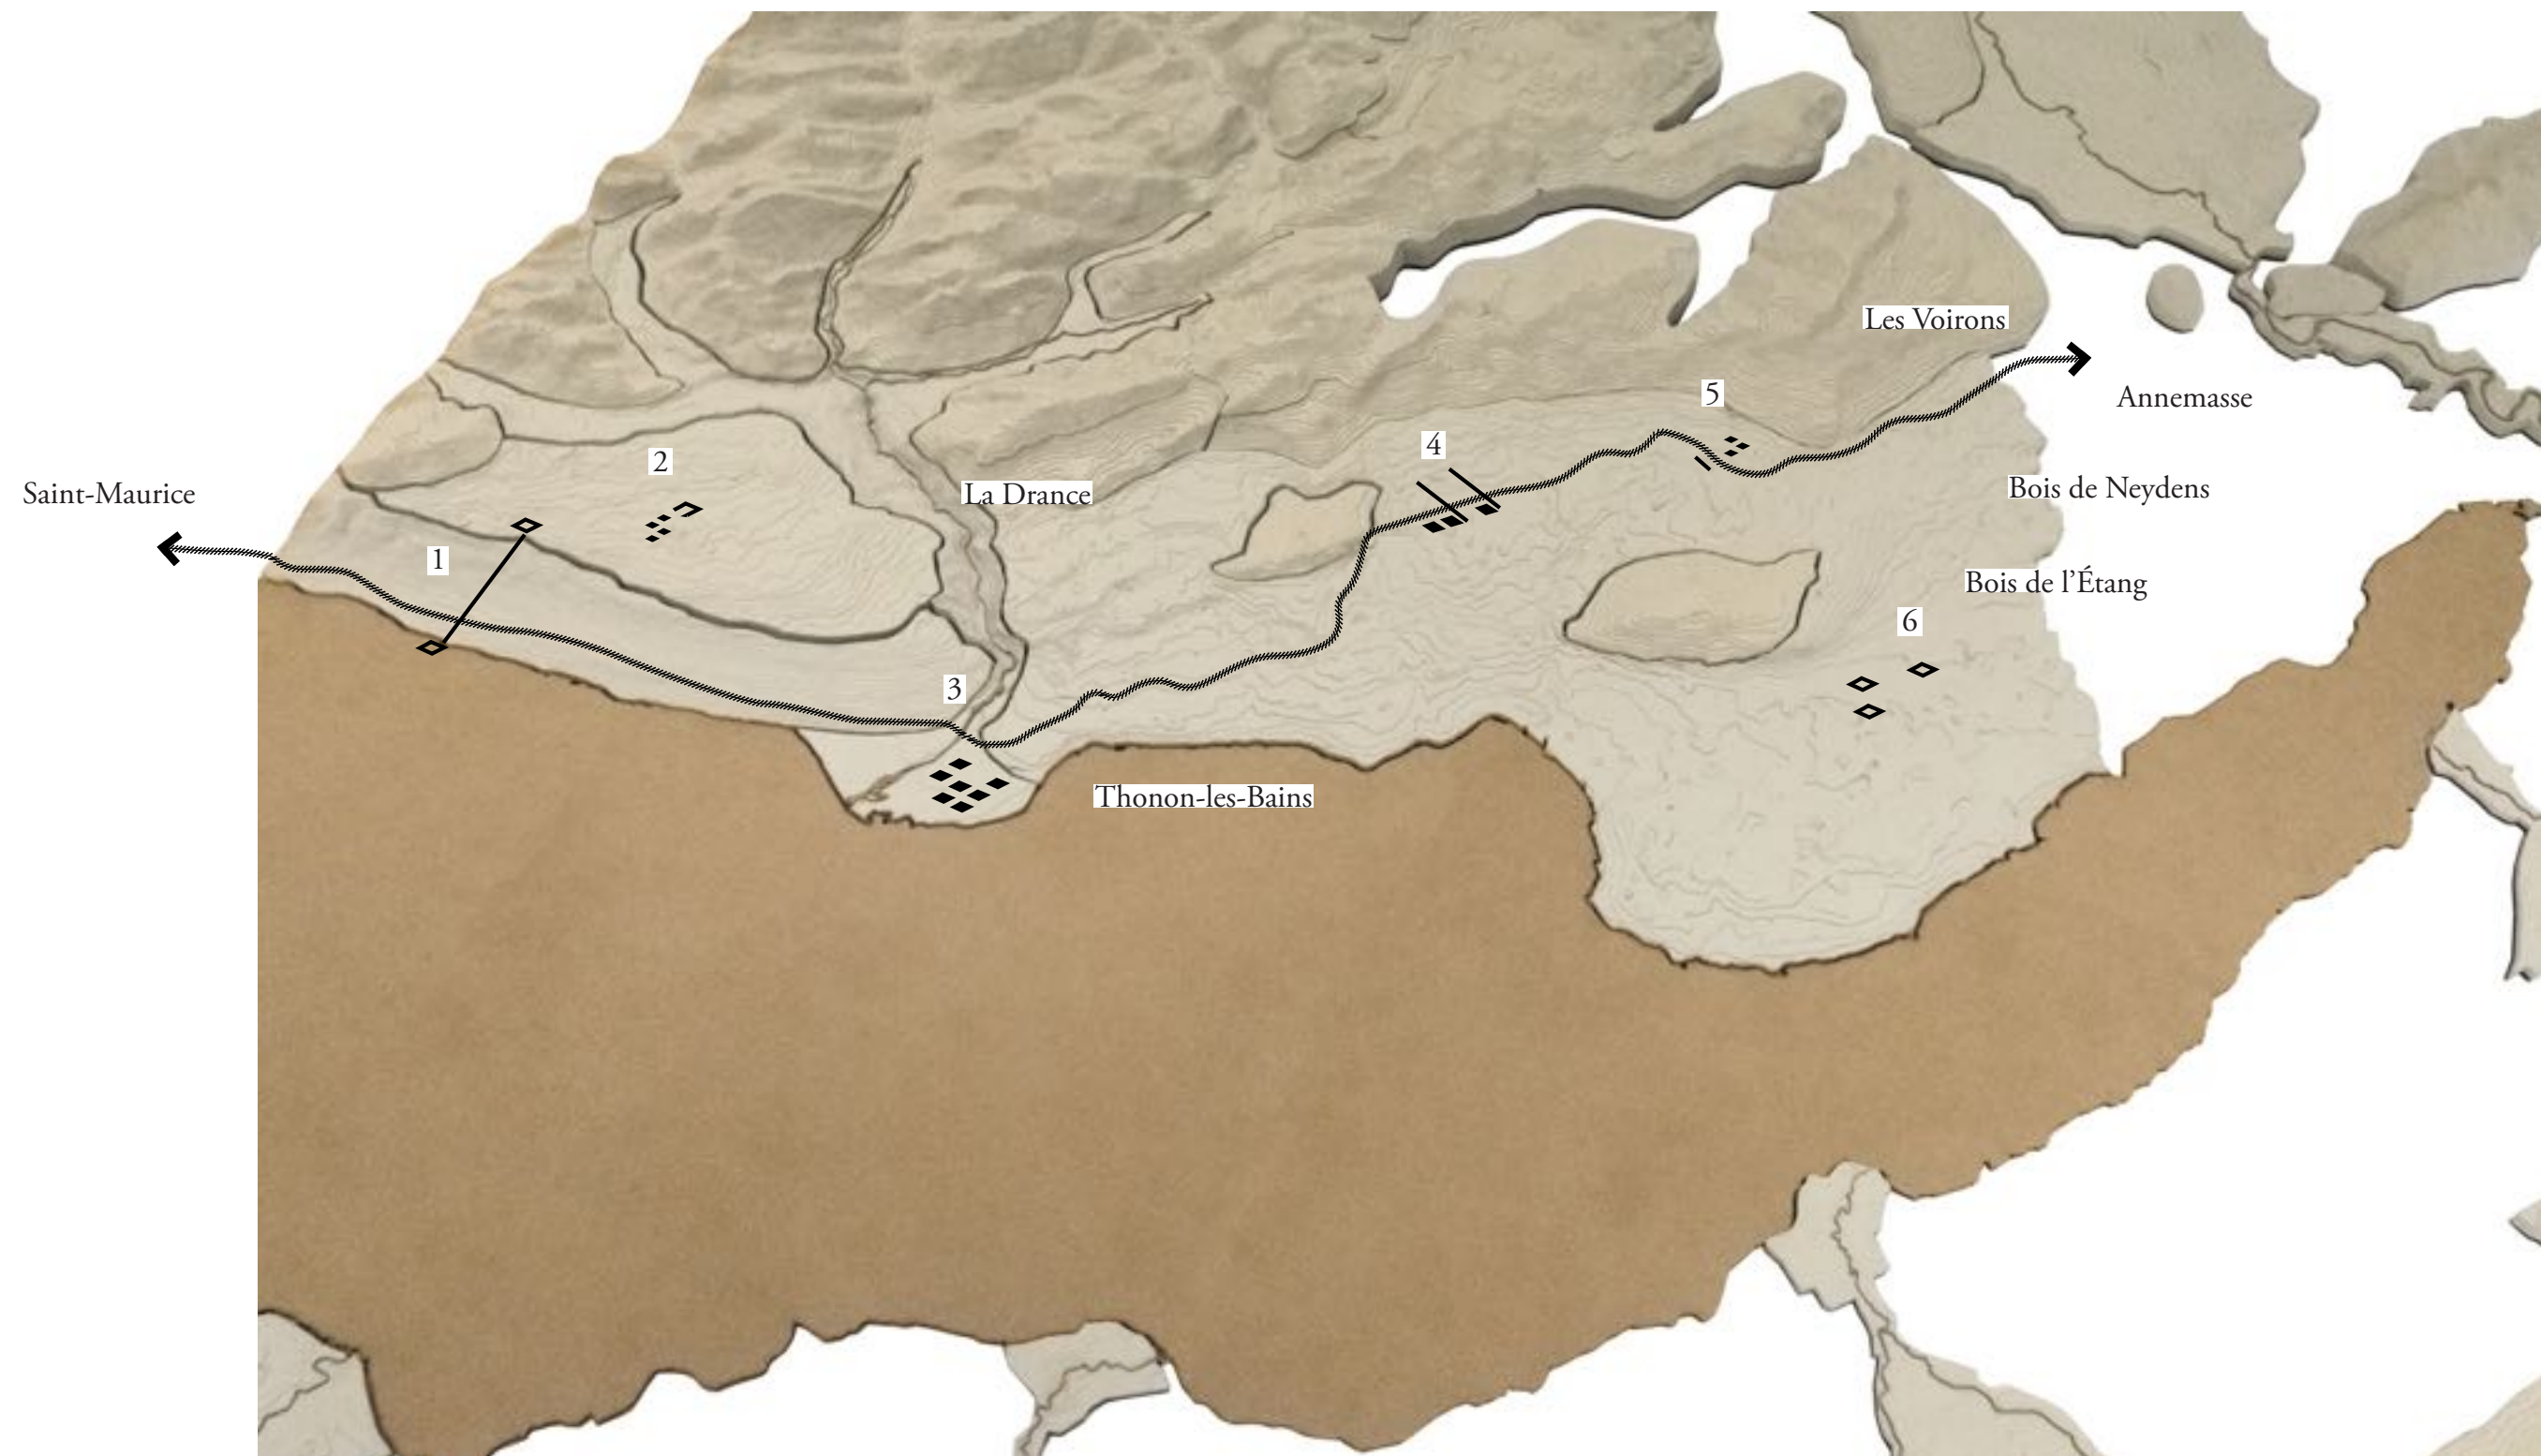 Les Voirons
5
Annemasse
4
2
Saint-Maurice
La Drance
Bois de Neydens
1
Bois de l’Étang
6
3
Thonon-les-Bains